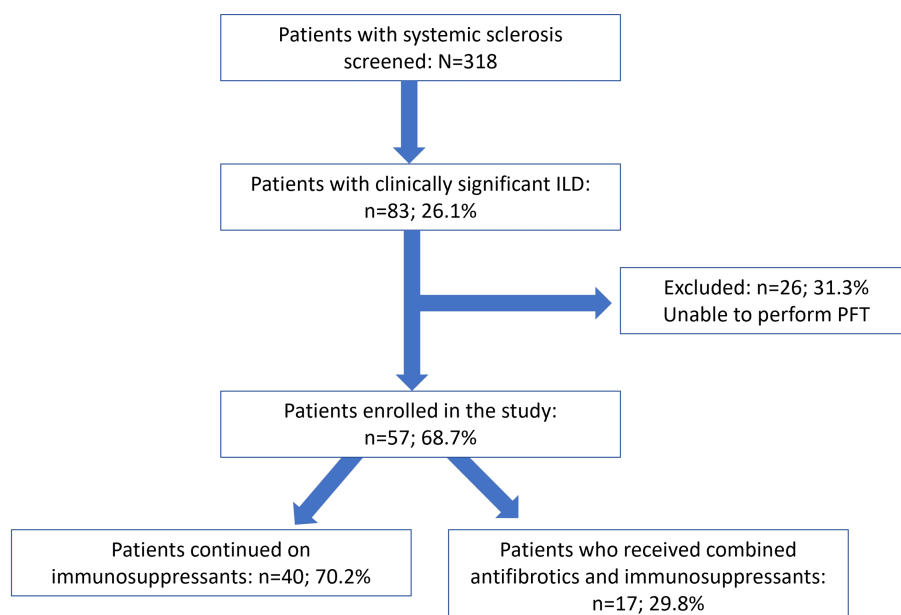 Patients with systemic sclerosis
screened: N=318
Patients with clinically significant ILD:
n=83; 26.1%
Excluded: n=26; 31.3%
Unable to perform PFT
Patients enrolled in the study:
n=57; 68.7%
Patients continued on
immunosuppressants: n=40; 70.2%
Patients who received combined
antifibrotics and immunosuppressants:
n=17; 29.8%